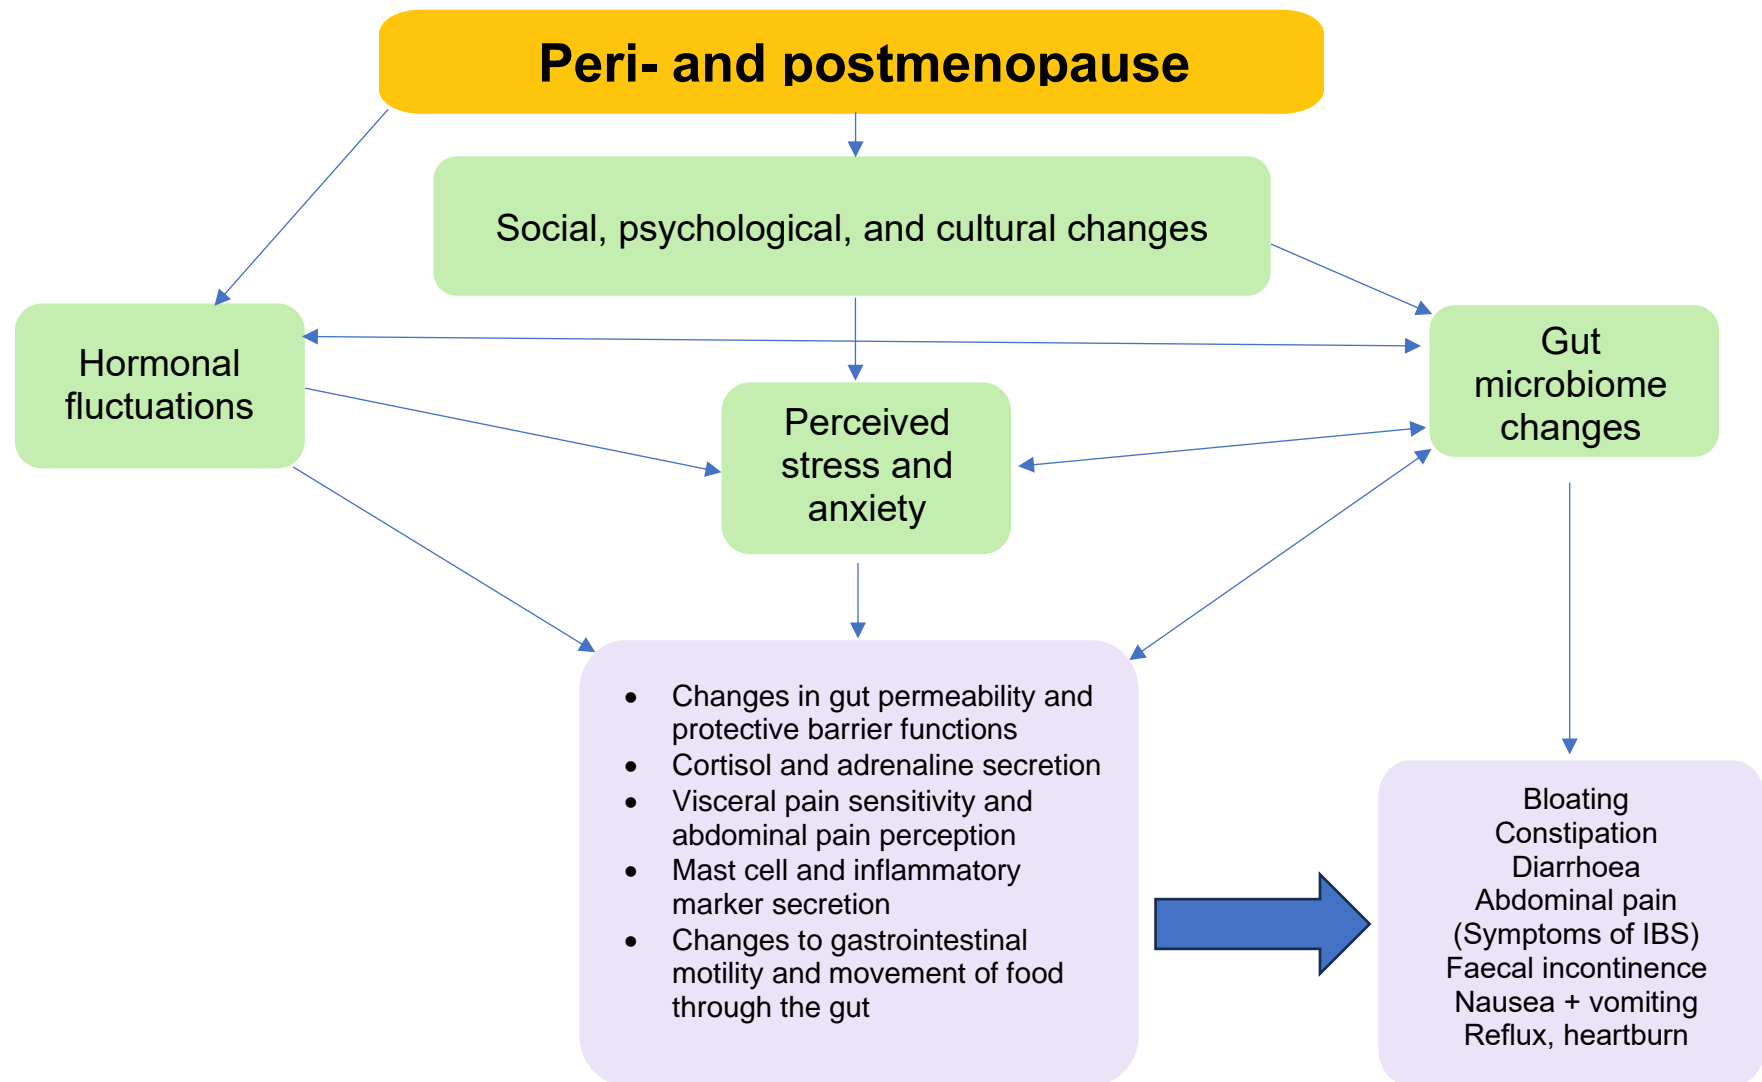 Peri- and postmenopause
Social, psychological, and cultural changes
Hormonal
fluctuations
Gut
microbiome
changes
Perceived
stress and
anxiety
• Changes in gut permeability and
protective barrier functions
• Cortisol and adrenaline secretion
• Visceral pain sensitivity and
abdominal pain perception
• Mast cell and inflammatory
marker secretion
• Changes to gastrointestinal
motility and movement of food
through the gut
Bloating
Constipation
Diarrhoea
Abdominal pain
(Symptoms of IBS)
Faecal incontinence
Nausea + vomiting
Reflux, heartburn